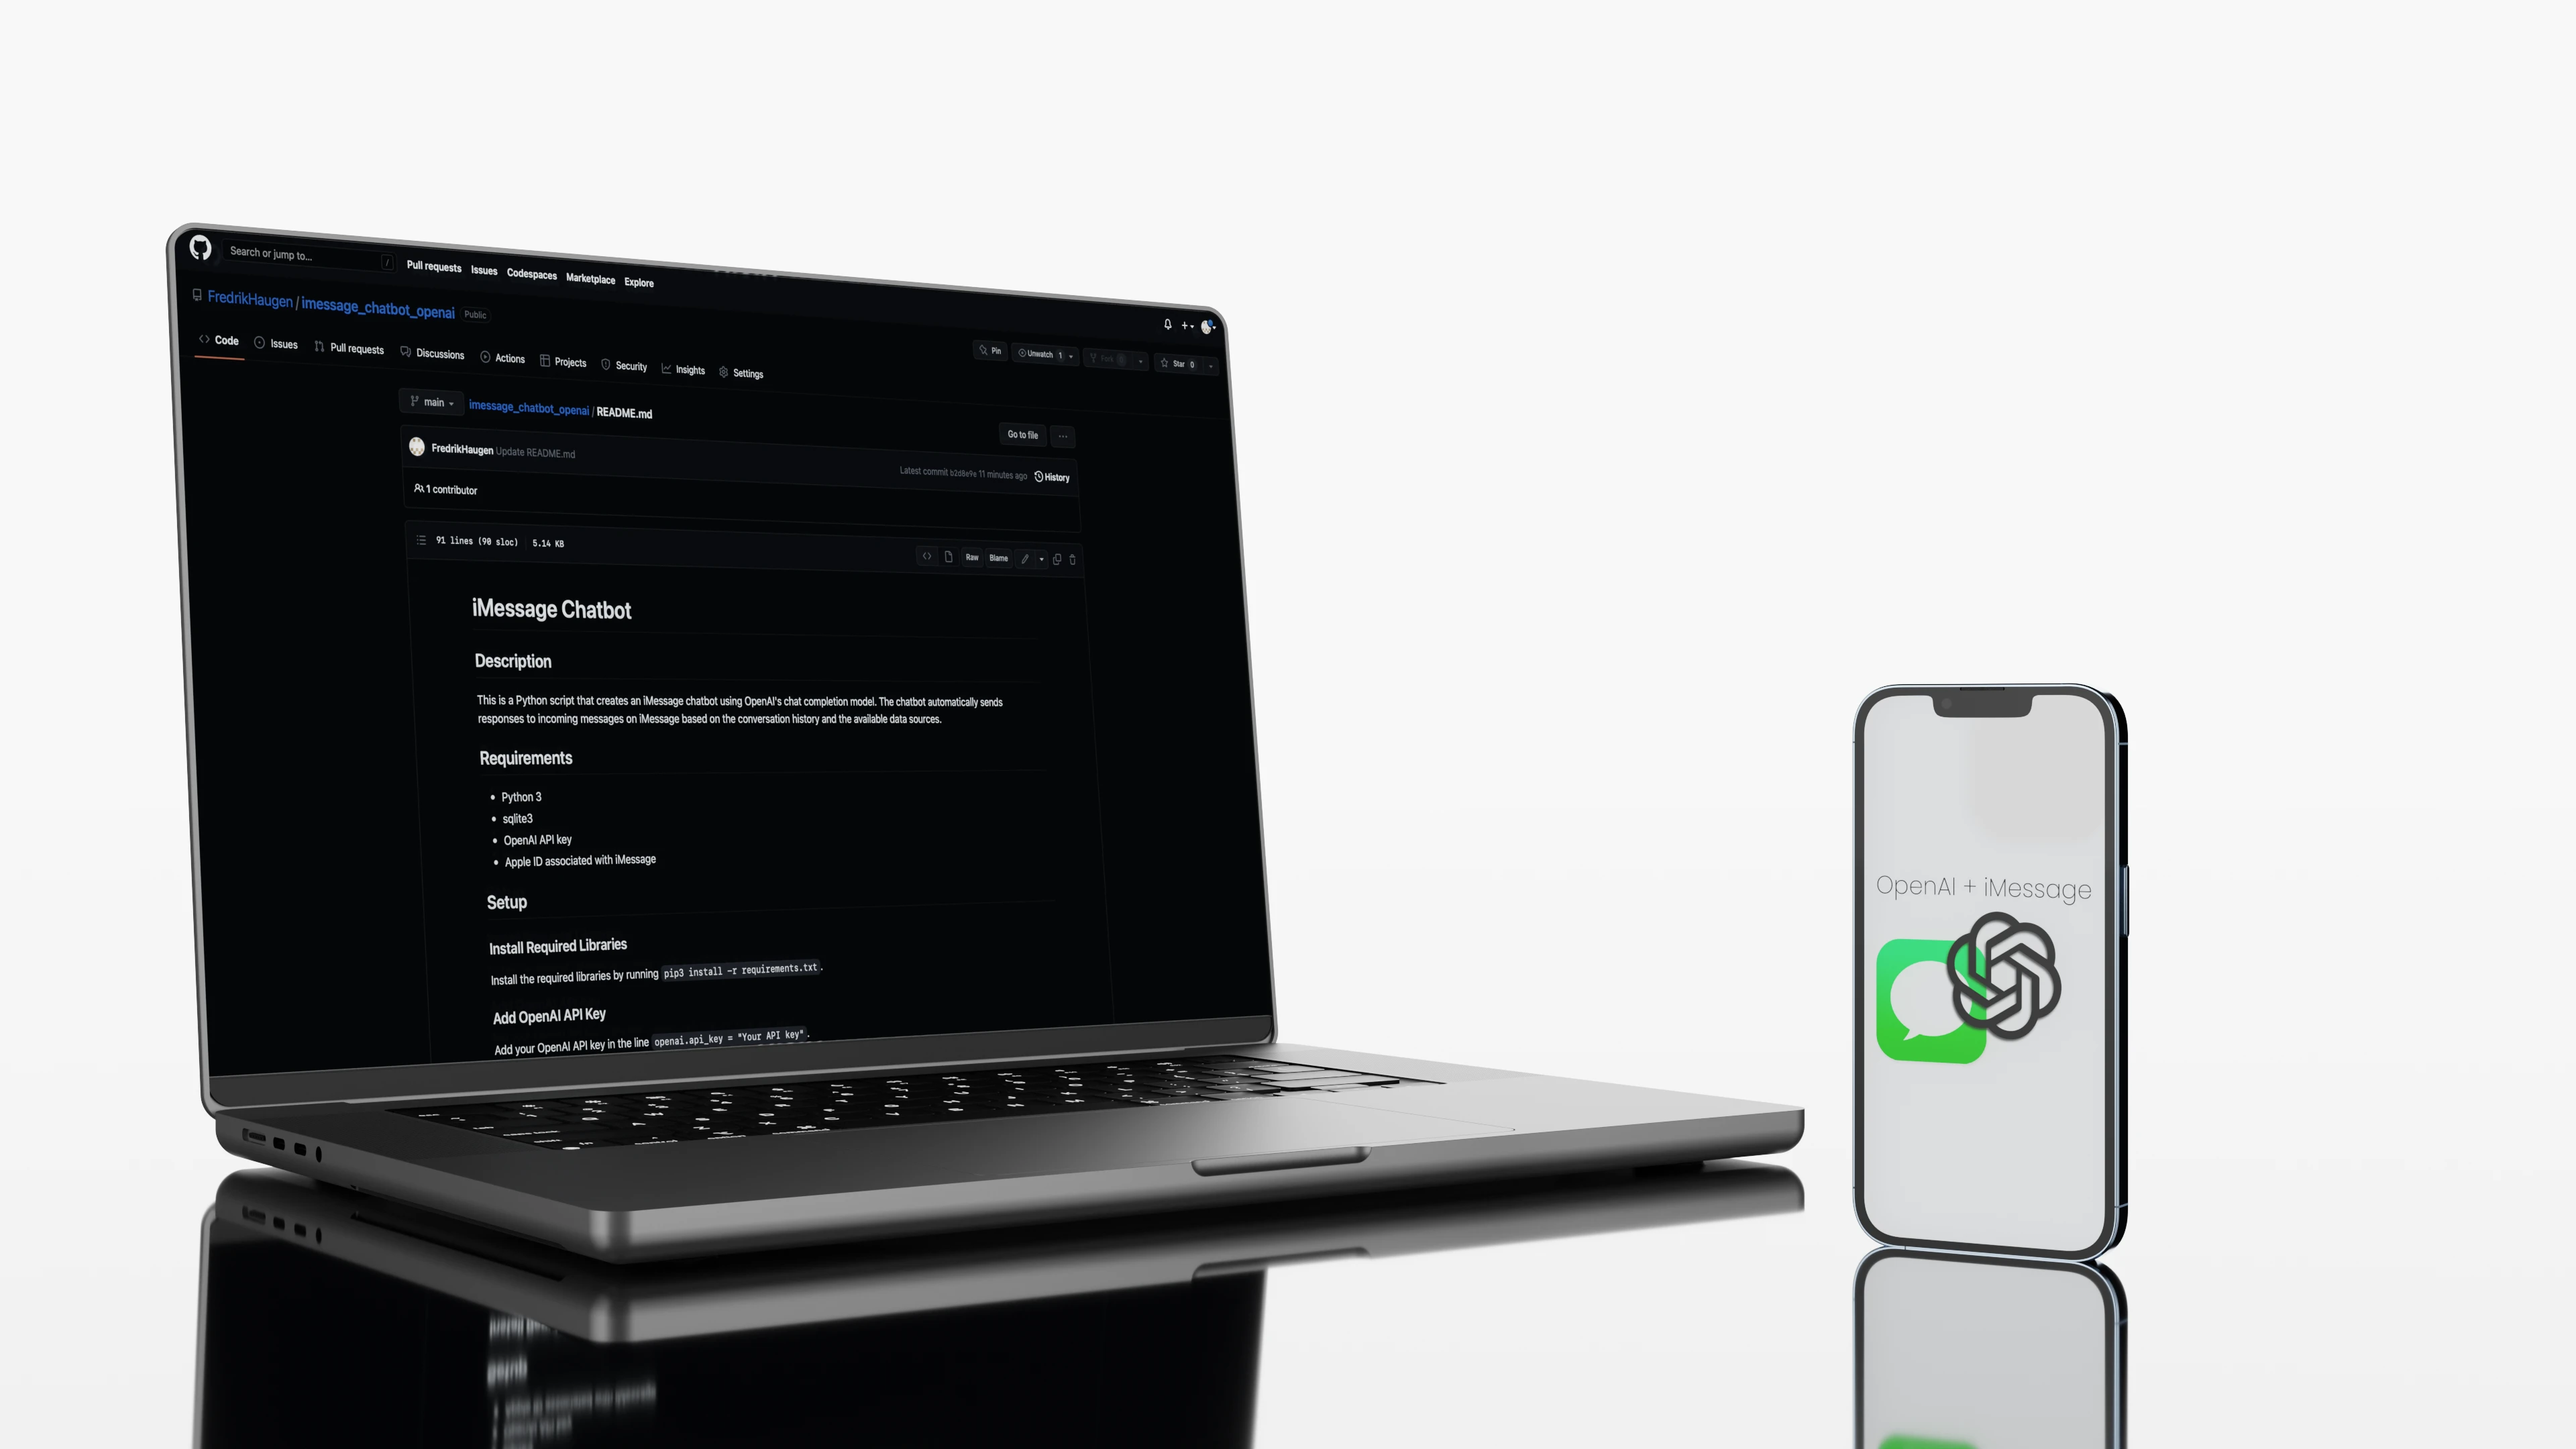 Search or jump to... /
Pull requests Issues Codespaces Marketplace Explore
FredrikHaugen / imessage_chatbot_openai Public
Pin Unwatch 1 Fork Star 0
Code Issues Pull requests Discussions Actions Projects Security Insights Settings
main imessage_chatbot_openai / README.md
Go to file ...
FredrikHaugen Update README.md
Latest commit b2d8e9e 11 minutes ago History
1 contributor
91 lines (90 sloc) 5.14 KB
Raw Blame
iMessage Chatbot
Description
This is a Python script that creates an iMessage chatbot using OpenAI's chat completion model. The chatbot automatically sends
responses to incoming messages on iMessage based on the conversation history and the available data sources.
Requirements
• Python 3
• sqlite3
• OpenAI API key
• Apple ID associated with iMessage
Setup
Install Required Libraries
Install the required libraries by running pip3 install -r requirements.txt.
Add OpenAI API Key
Add your OpenAI API key in the line openai.api_key = "Your API key".
OpenAI + iMessage